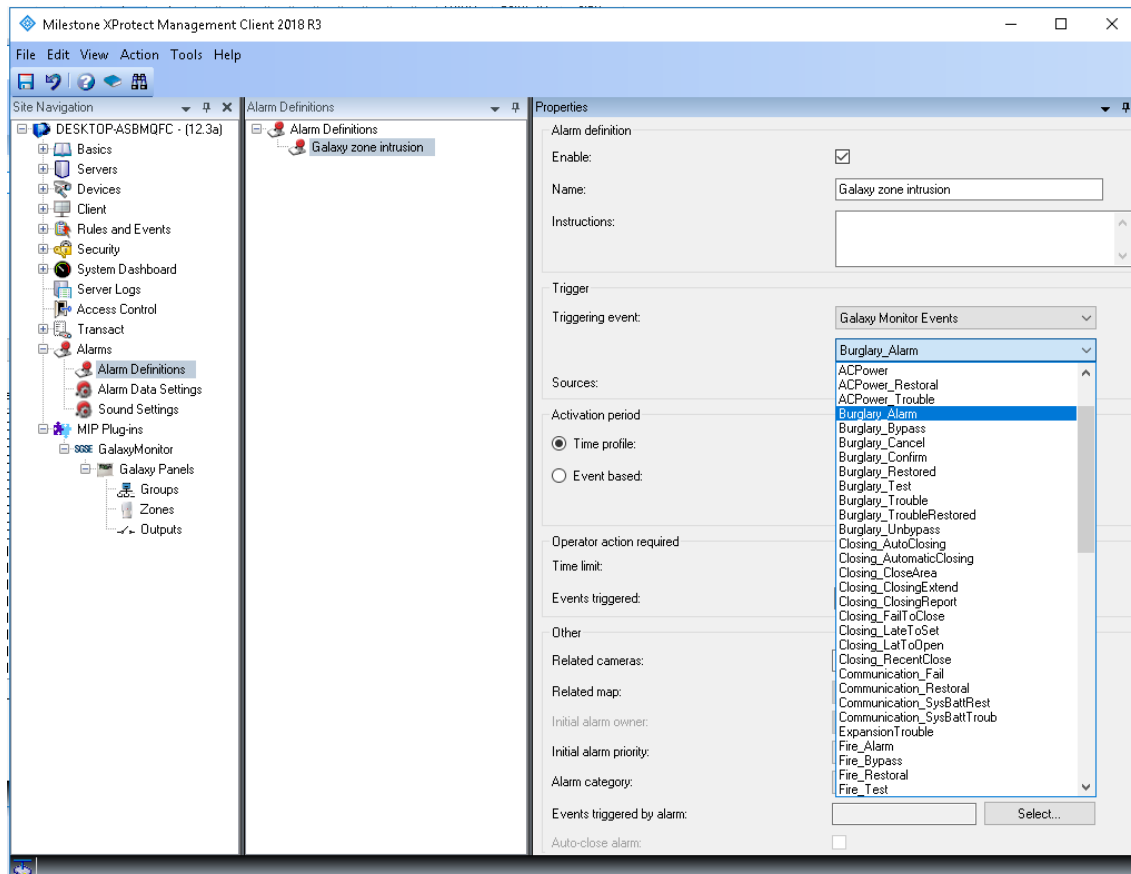 Milestone XProtect Management Client 2018 R3
File Edit View Action Tools Help
Site Navigation
DESKTOP-ASBMQFC - (12.3a)
Basics
Servers
Devices
Client
Rules and Events
Security
System Dashboard
Server Logs
Access Control
Transact
Alarms
Alarm Definitions
Alarm Data Settings
Sound Settings
MIP Plug-ins
GalaxyMonitor
Galaxy Panels
Groups
Zones
Outputs
Alarm Definitions
Alarm Definitions
Galaxy zone intrusion
Properties
Alarm definition
Enable:
Name: Galaxy zone intrusion
Instructions:
Trigger
Triggering event: Galaxy Monitor Events
Burglary_Alarm
Sources:
Activation period
Time profile:
Event based:
Operator action required
Time limit:
Events triggered:
Other
Related cameras:
Related map:
Initial alarm owner:
Initial alarm priority:
Alarm category:
Events triggered by alarm: Select...
Auto-close alarm:
ACPower
ACPower_Restoral
ACPower_Trouble
Burglary_Alarm
Burglary_Bypass
Burglary_Cancel
Burglary_Confirm
Burglary_Restored
Burglary_Test
Burglary_Trouble
Burglary_TroubleRestored
Burglary_Unbypass
Closing_AutoClosing
Closing_AutomaticClosing
Closing_CloseArea
Closing_ClosingExtend
Closing_ClosingReport
Closing_FailToClose
Closing_LateToSet
Closing_LatToOpen
Closing_RecentClose
Communication_Fail
Communication_Restoral
Communication_SysBattRest
Communication_SysBattTroub
ExpansionTrouble
Fire_Alarm
Fire_Bypass
Fire_Restoral
Fire_Test